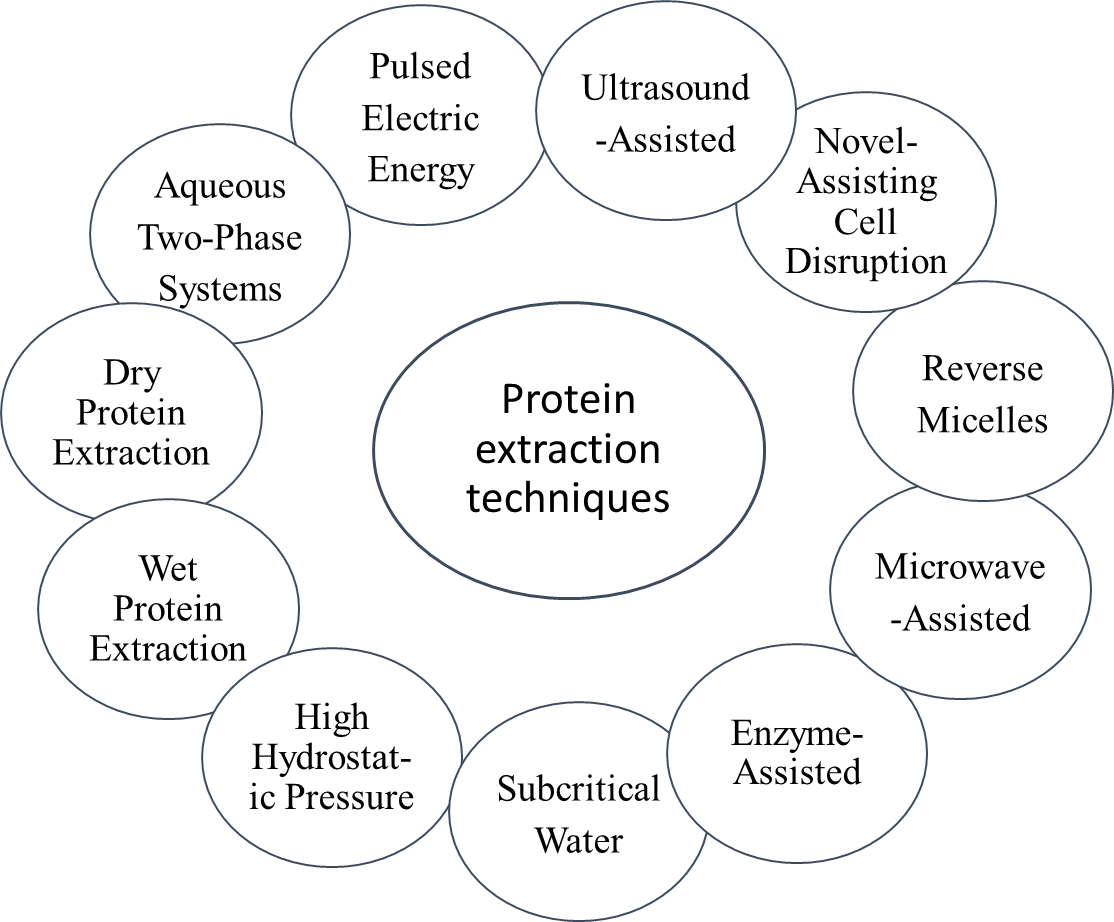 Pulsed
Electric
Energy
Ultrasound
-Assisted
Novel-
Assisting
Cell
Disruption
Reverse
Micelles
Microwave
-Assisted
Enzyme-
Assisted
Subcritical
Water
High
Hydrostat-
ic Pressure
Wet
Protein
Extraction
Dry
Protein
Extraction
Aqueous
Two-Phase
Systems
Protein
extraction
techniques